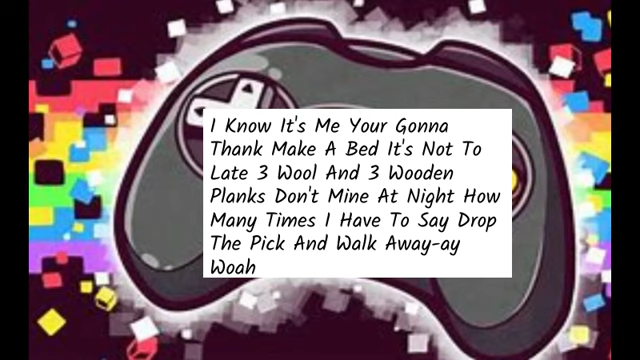 I Know It's Me Your Gonna
Thank Make A Bed It's Not To
Late 3 Wool And 3 Wooden
Planks Don't Mine At Night How
Many Times I Have To Say Drop
The Pick And Walk Away-ay
Woah